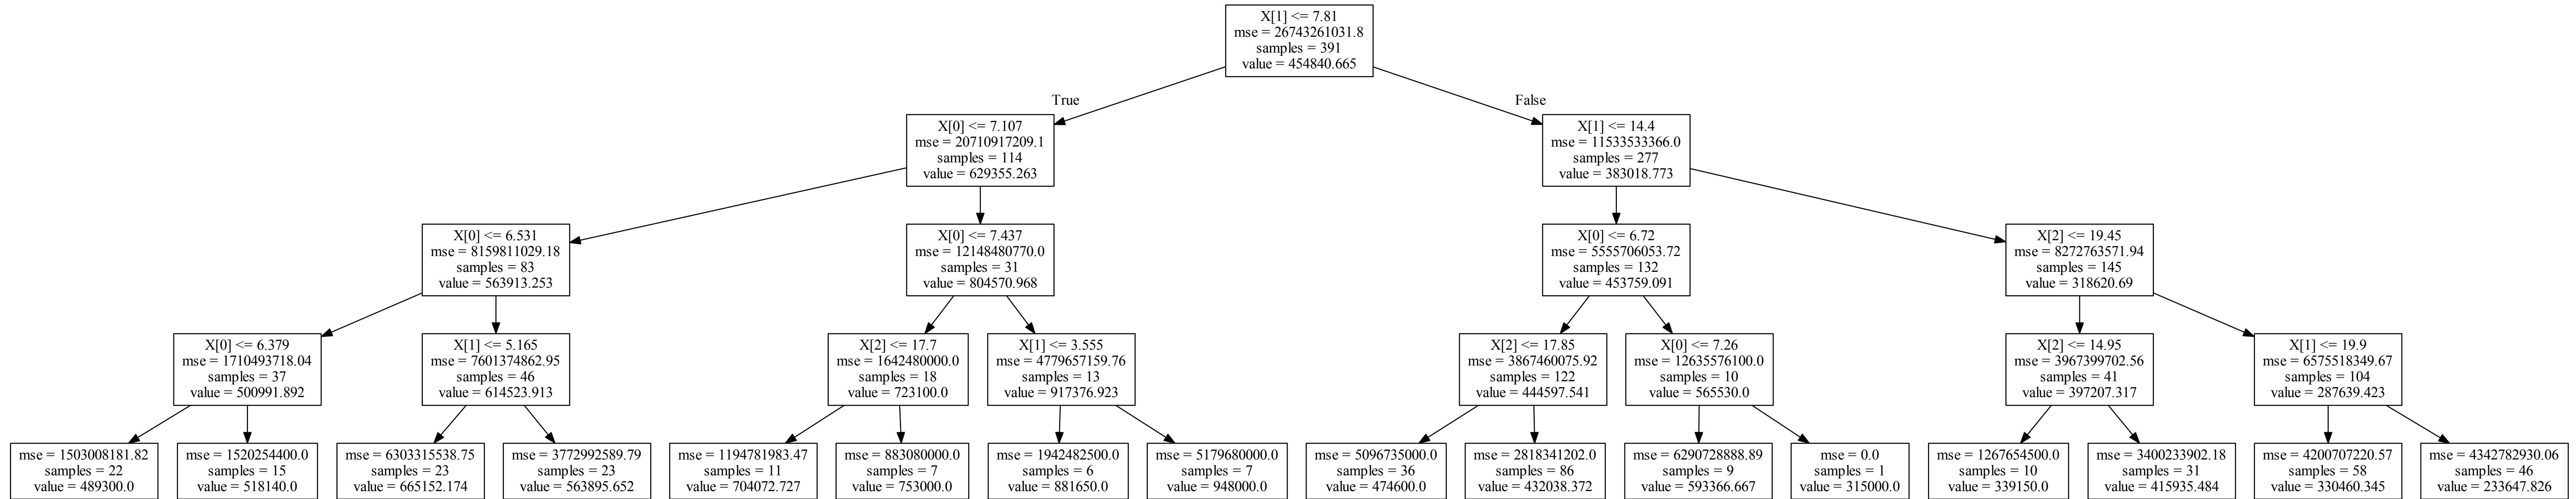 X[1] <= 7.81
mse = 26743261031.8
samples = 391
value = 454840.665
True
False
X[0] <= 7.107
mse = 20710917209.1
samples = 114
value = 629355.263
X[1] <= 14.4
mse = 11533533366.0
samples = 277
value = 383018.773
X[0] <= 6.531
mse = 8159811029.18
samples = 83
value = 563913.253
X[0] <= 7.437
mse = 12148480770.0
samples = 31
value = 804570.968
X[0] <= 6.72
mse = 5555706053.72
samples = 132
value = 453759.091
X[2] <= 19.45
mse = 8272763571.94
samples = 145
value = 318620.69
X[0] <= 6.379
mse = 1710493718.04
samples = 37
value = 500991.892
X[1] <= 5.165
mse = 7601374862.95
samples = 46
value = 614523.913
X[2] <= 17.7
mse = 1642480000.0
samples = 18
value = 723100.0
X[1] <= 3.555
mse = 4779657159.76
samples = 13
value = 917376.923
X[2] <= 17.85
mse = 3867460075.92
samples = 122
value = 444597.541
X[0] <= 7.26
mse = 12635576100.0
samples = 10
value = 565530.0
X[2] <= 14.95
mse = 3967399702.56
samples = 41
value = 397207.317
X[1] <= 19.9
mse = 6575518349.67
samples = 104
value = 287639.423
mse = 1503008181.82
samples = 22
value = 489300.0
mse = 1520254400.0
samples = 15
value = 518140.0
mse = 6303315538.75
samples = 23
value = 665152.174
mse = 3772992589.79
samples = 23
value = 563895.652
mse = 1194781983.47
samples = 11
value = 704072.727
mse = 883080000.0
samples = 7
value = 753000.0
mse = 1942482500.0
samples = 6
value = 881650.0
mse = 5179680000.0
samples = 7
value = 948000.0
mse = 5096735000.0
samples = 36
value = 474600.0
mse = 2818341202.0
samples = 86
value = 432038.372
mse = 6290728888.89
samples = 9
value = 593366.667
mse = 0.0
samples = 1
value = 315000.0
mse = 1267654500.0
samples = 10
value = 339150.0
mse = 3400233902.18
samples = 31
value = 415935.484
mse = 4200707220.57
samples = 58
value = 330460.345
mse = 4342782930.06
samples = 46
value = 233647.826